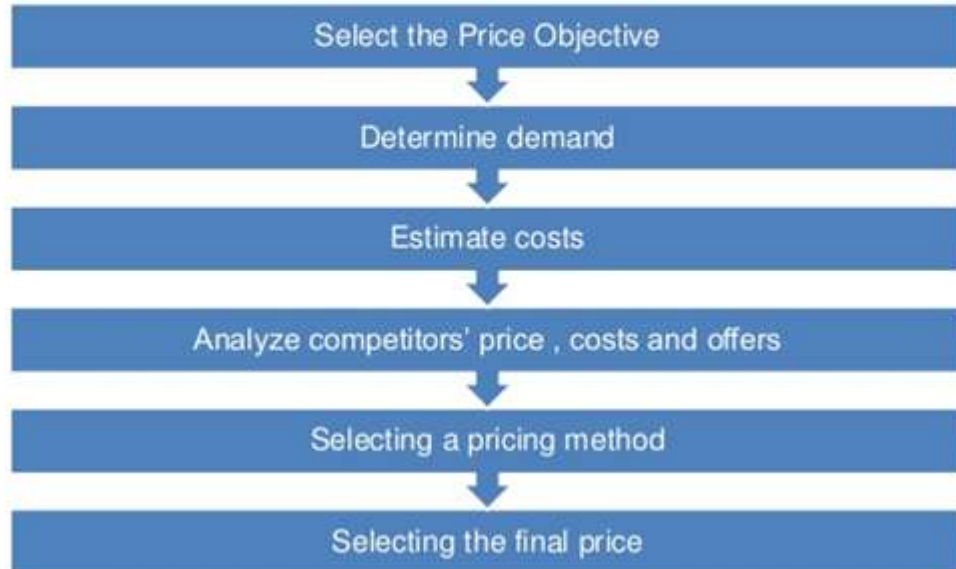 Select the Price Objective
Determine demand
Estimate costs
Analyze competitors' price , costs and offers
Selecting a pricing method
Selecting the final price